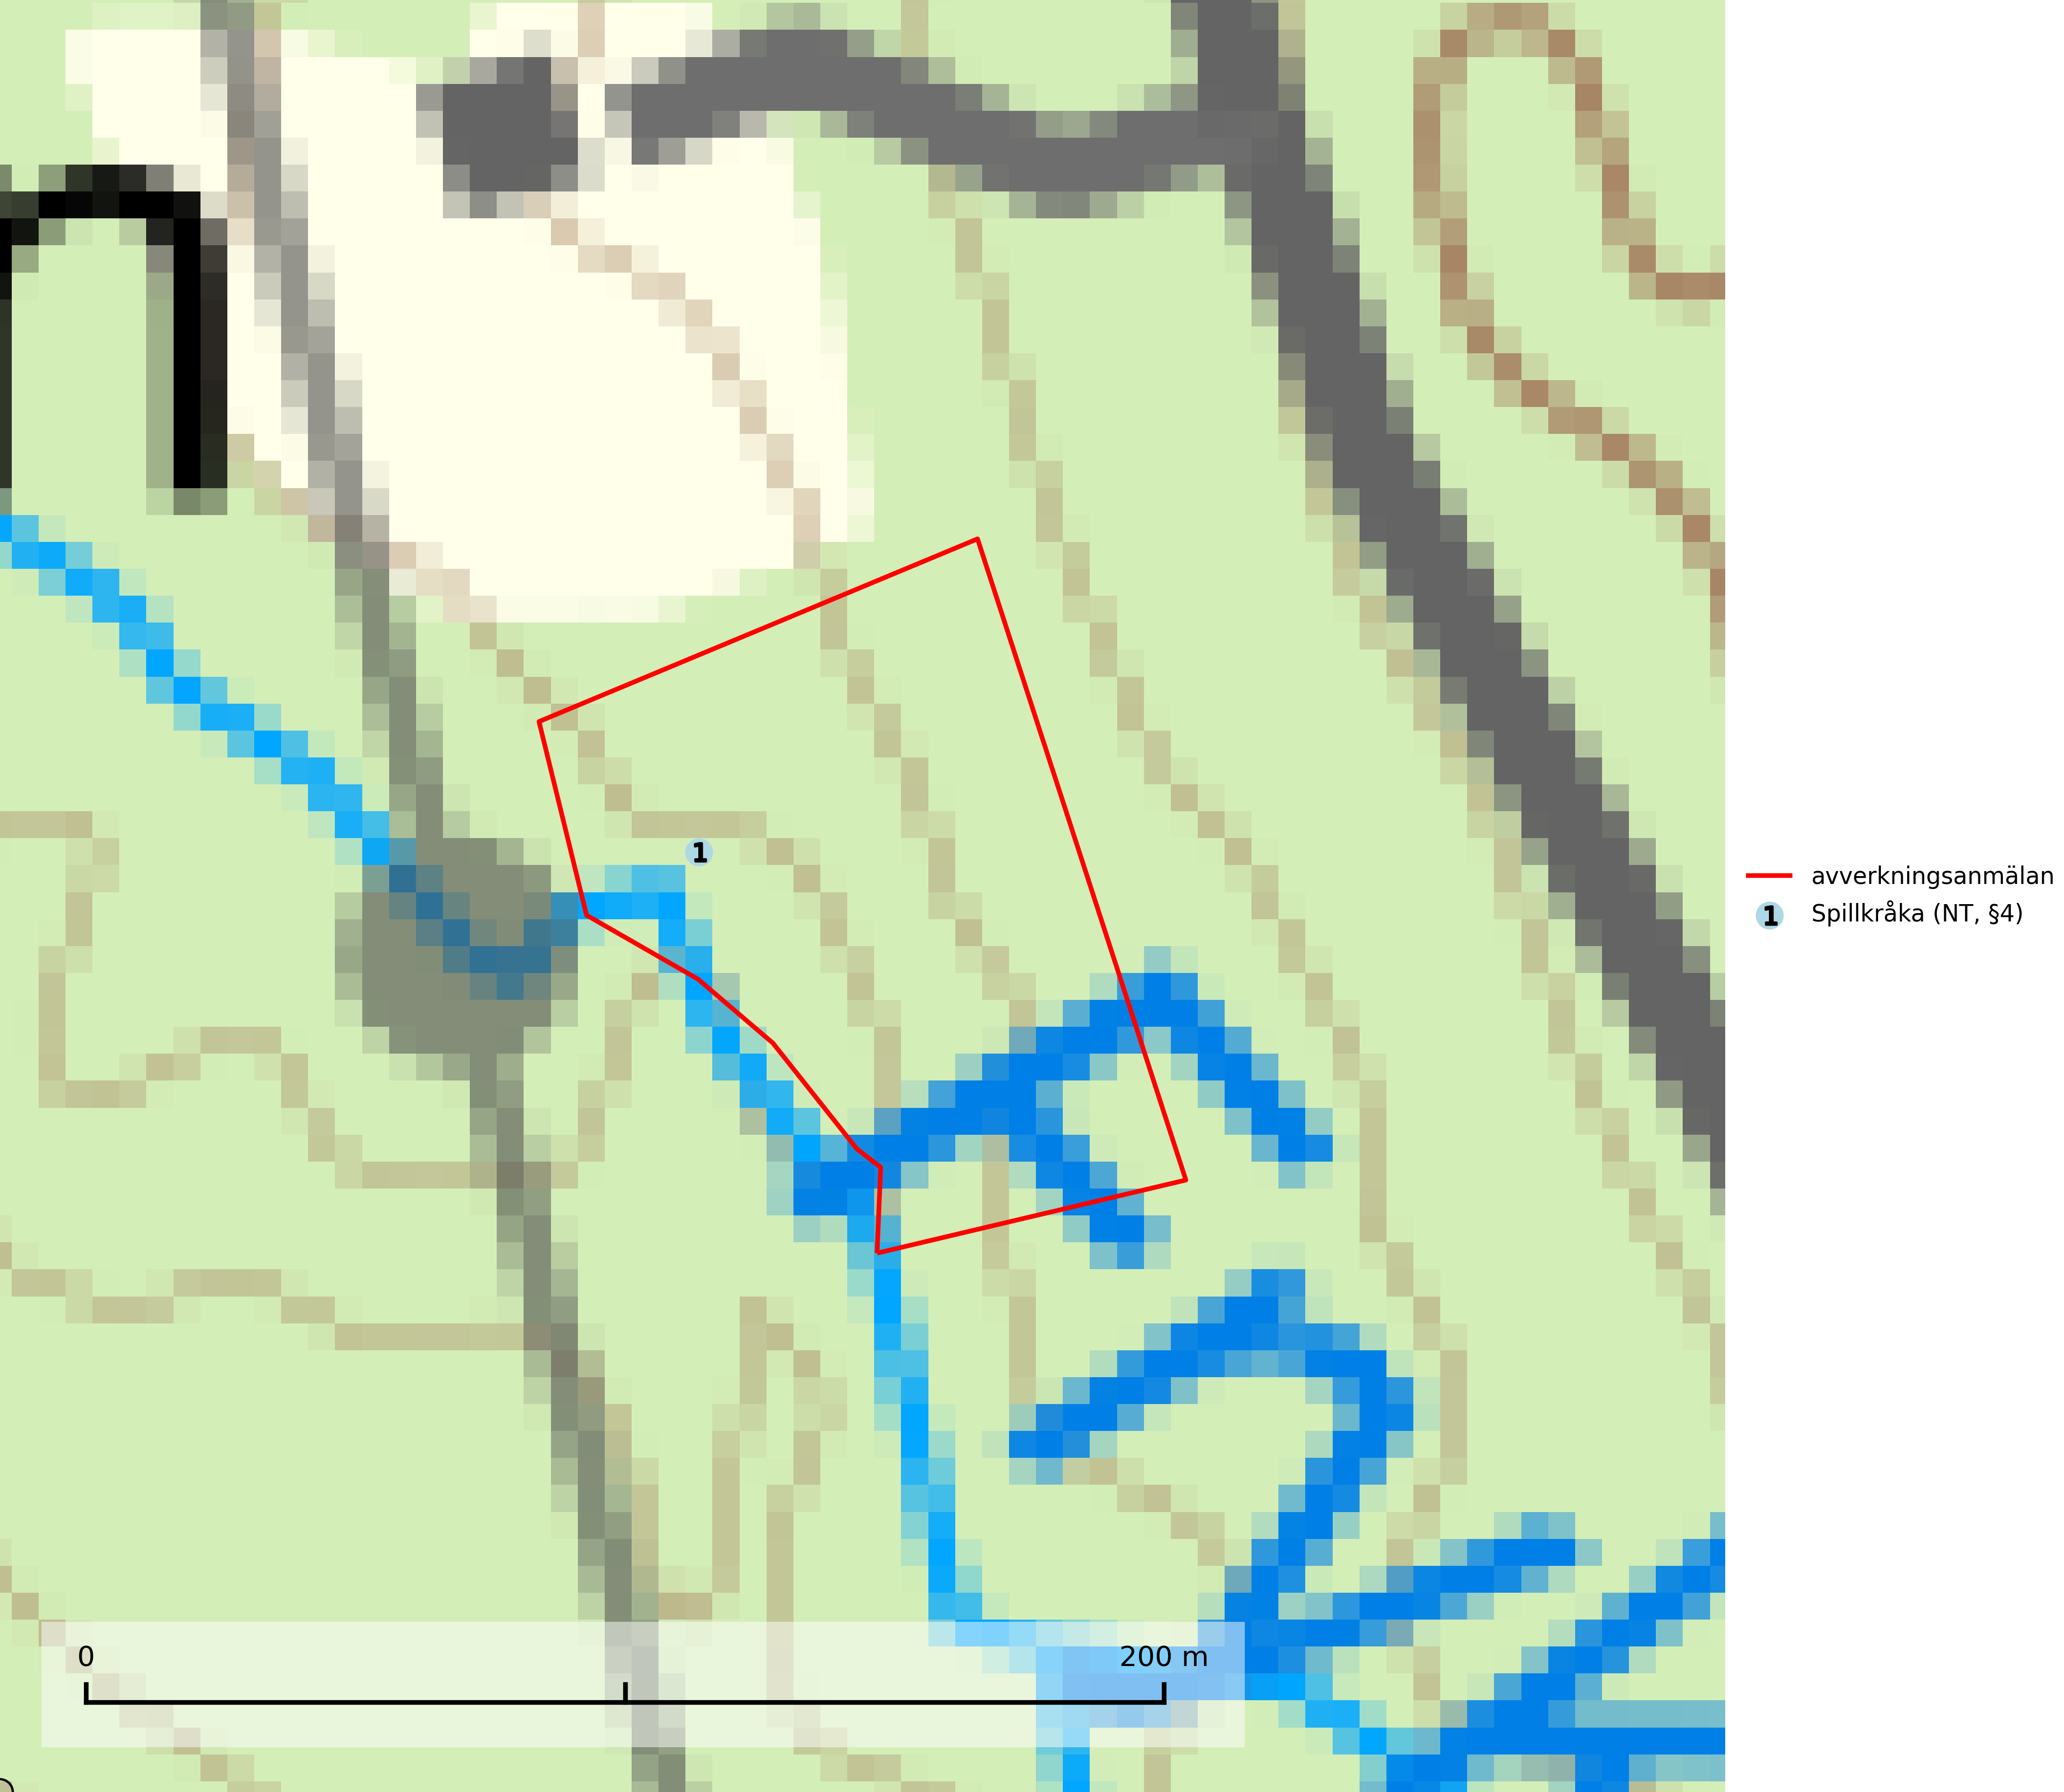 1
avverkningsanmälan
1 Spillkråka (NT, §4)
0 200 m